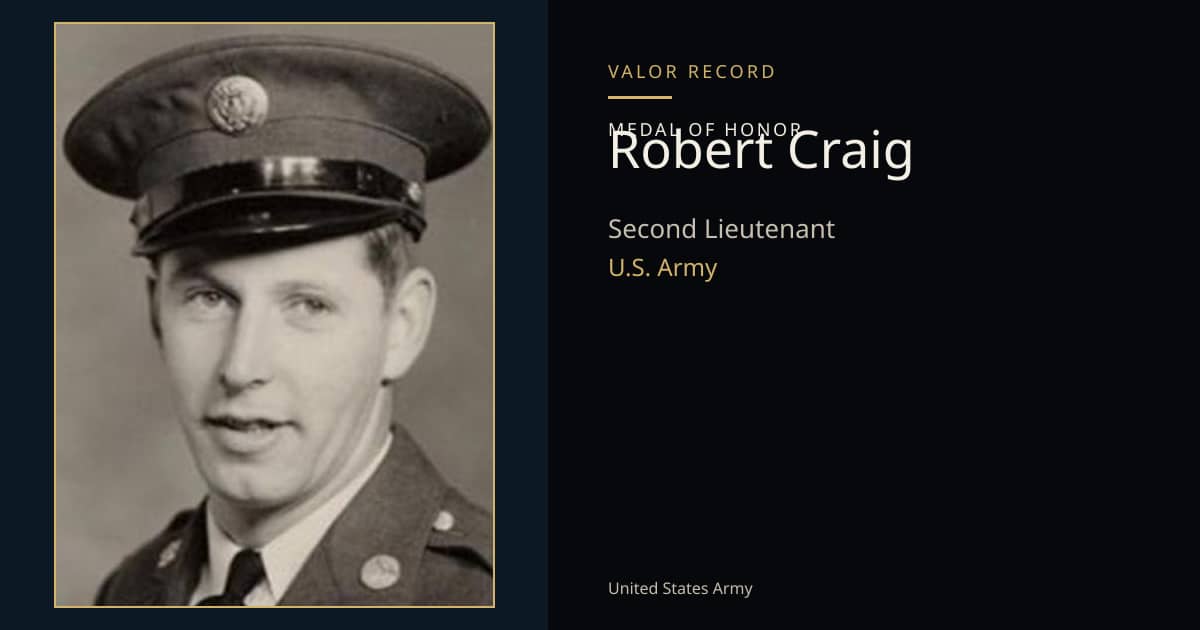 VALOR RECORD
MEDAL OF HONOR
Robert Craig
Second Lieutenant
U.S. Army
United States Army